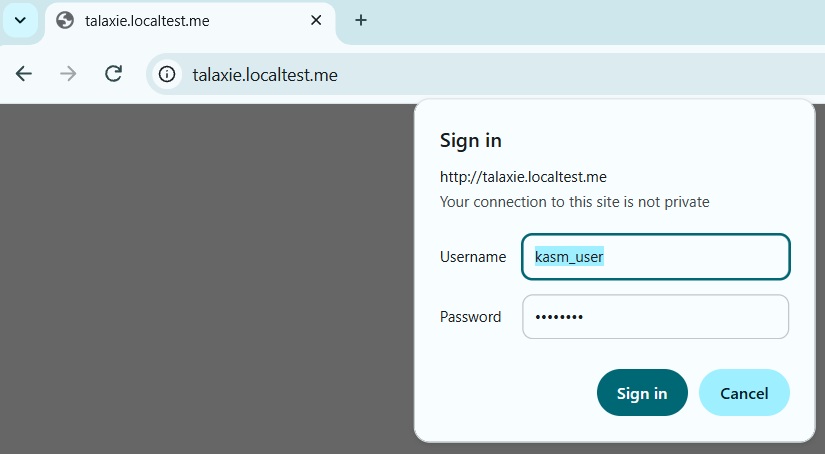 talaxie.localtest.me
talaxie.localtest.me
Sign in
http://talaxie.localtest.me
Your connection to this site is not private
Username kasm_user
Password ••••••••
Sign in Cancel